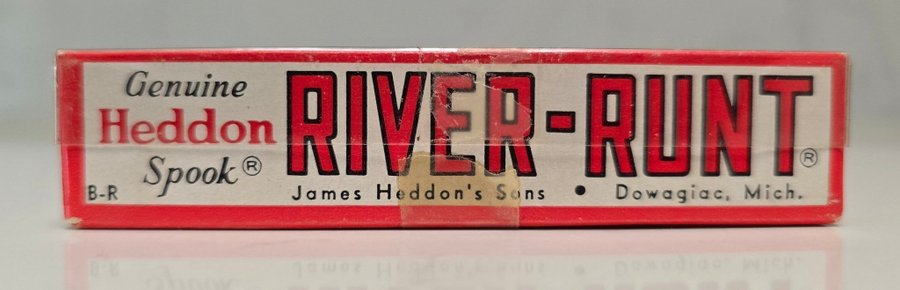 Genuine
Heddon
Spook®
B-R
RIVER-RUNT®
James Heddon's Sons • Dowagiac, Mich.